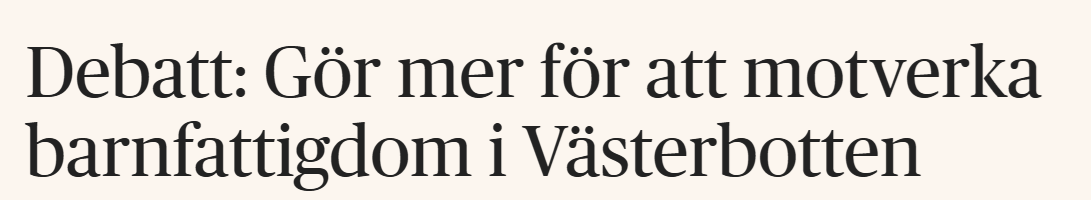 Debatt: Gör mer för att motverka
barnfattigdom i Västerbotten